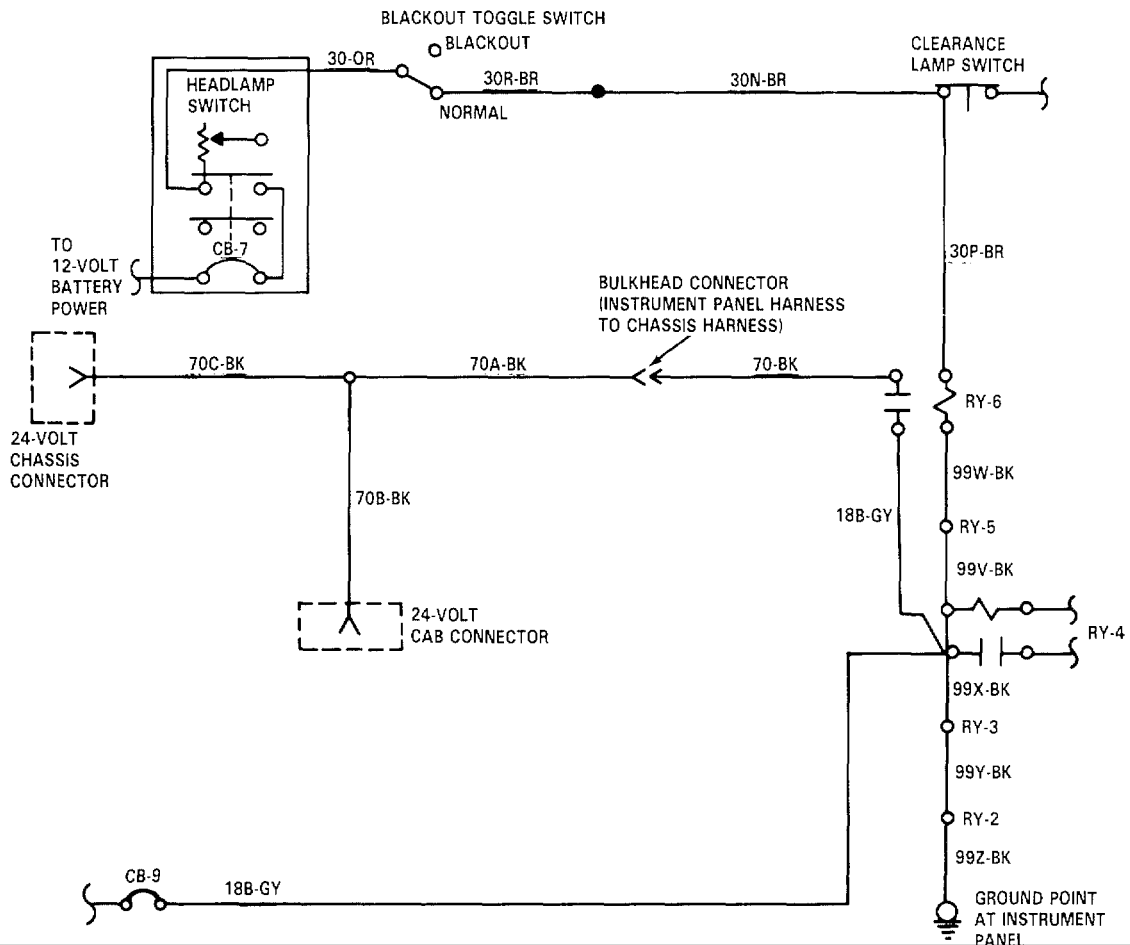 BLACKOUT TOGGLE SWITCH
BLACKOUT
30-OR
30R-BR
30N-BR
NORMAL
CLEARANCE
LAMP SWITCH
HEADLAMP
SWITCH
CB-7
TO
12-VOLT
BATTERY
POWER
30P-BR
BULKHEAD CONNECTOR
(INSTRUMENT PANEL HARNESS
TO CHASSIS HARNESS)
70C-BK
70A-BK
70-BK
RY-6
24-VOLT
CHASSIS
CONNECTOR
99W-BK
70B-BK
18B-GY
RY-5
99V-BK
24-VOLT
CAB CONNECTOR
RY-4
99X-BK
RY-3
99Y-BK
RY-2
99Z-BK
CB-9
18B-GY
GROUND POINT
AT INSTRUMENT
PANEL